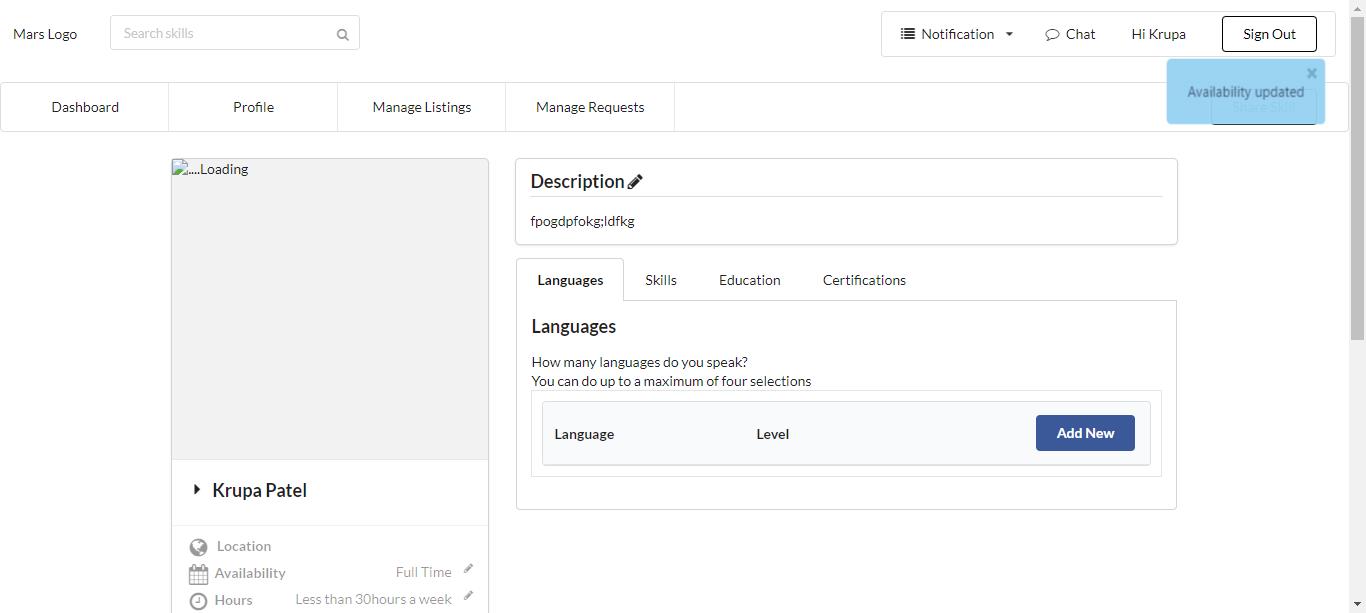 Mars Logo
Search skills
Notification
Chat
Hi Krupa
Sign Out
Availability updated
Dashboard
Profile
Manage Listings
Manage Requests
Share Skill
....Loading
Description
fpogdpfokg;ldfkg
Languages
Skills
Education
Certifications
Languages
How many languages do you speak?
You can do up to a maximum of four selections
Language
Level
Add New
Krupa Patel
Location
Availability
Full Time
Hours
Less than 30hours a week